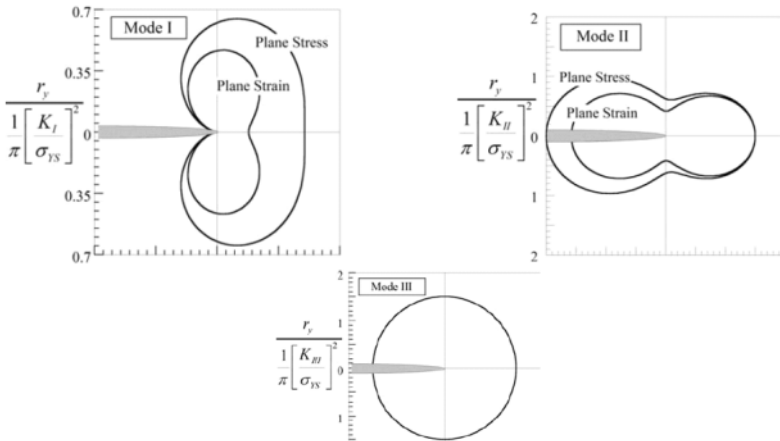 Mode I
0.7
0.35
0
0.35
0.7
Plane Stress
Plane Strain
r_y
1/π [K_I/σ_YS]^2
Mode II
2
1
0
1
2
Plane Stress
Plane Strain
r_y
1/π [K_II/σ_YS]^2
Mode III
2
1
0
1
r_y
1/π [K_III/σ_YS]^2